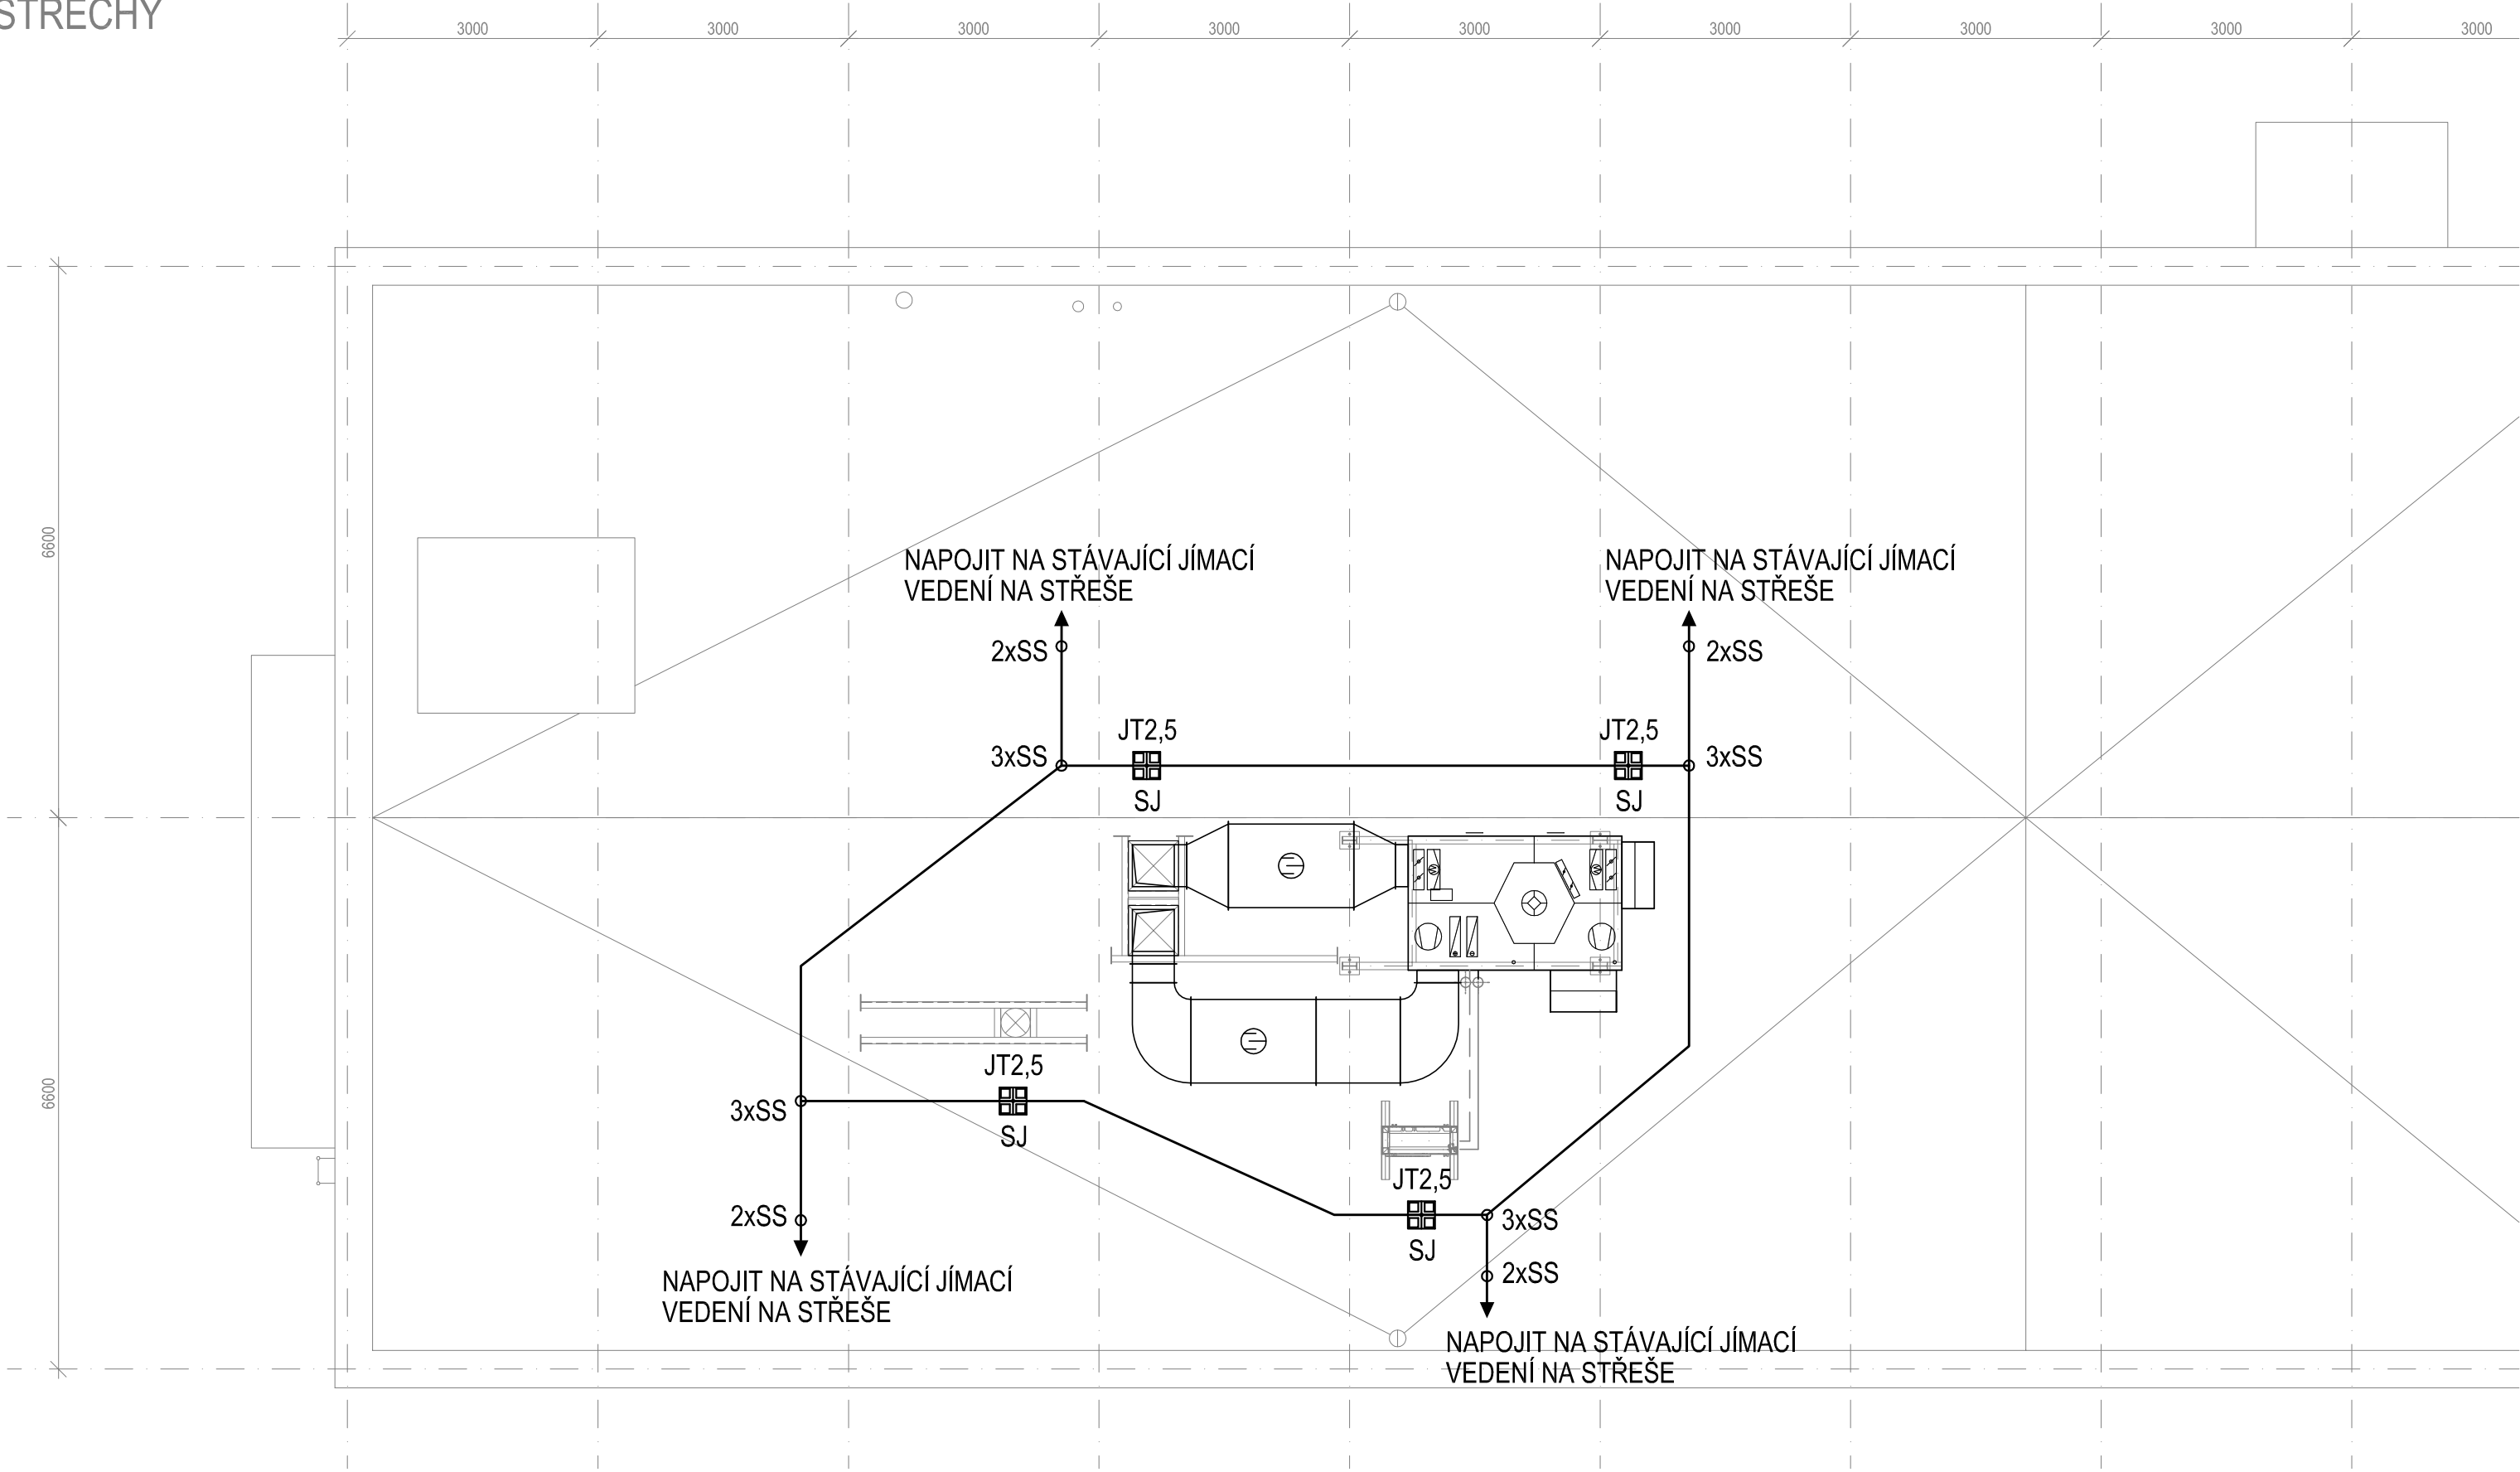 STŘECHY
3000 3000 3000 3000 3000 3000 3000 3000 3000
6600
NAPOJIT NA STÁVAJÍCÍ JÍMACÍ
VEDENÍ NA STŘEŠE
NAPOJIT NA STÁVAJÍCÍ JÍMACÍ
VEDENÍ NA STŘEŠE
2xSS
2xSS
JT2,5
JT2,5
3xSS
3xSS
SJ
SJ
JT2,5
3xSS
SJ
6600
JT2,5
2xSS
3xSS
SJ
2xSS
NAPOJIT NA STÁVAJÍCÍ JÍMACÍ
VEDENÍ NA STŘEŠE
NAPOJIT NA STÁVAJÍCÍ JÍMACÍ
VEDENÍ NA STŘEŠE